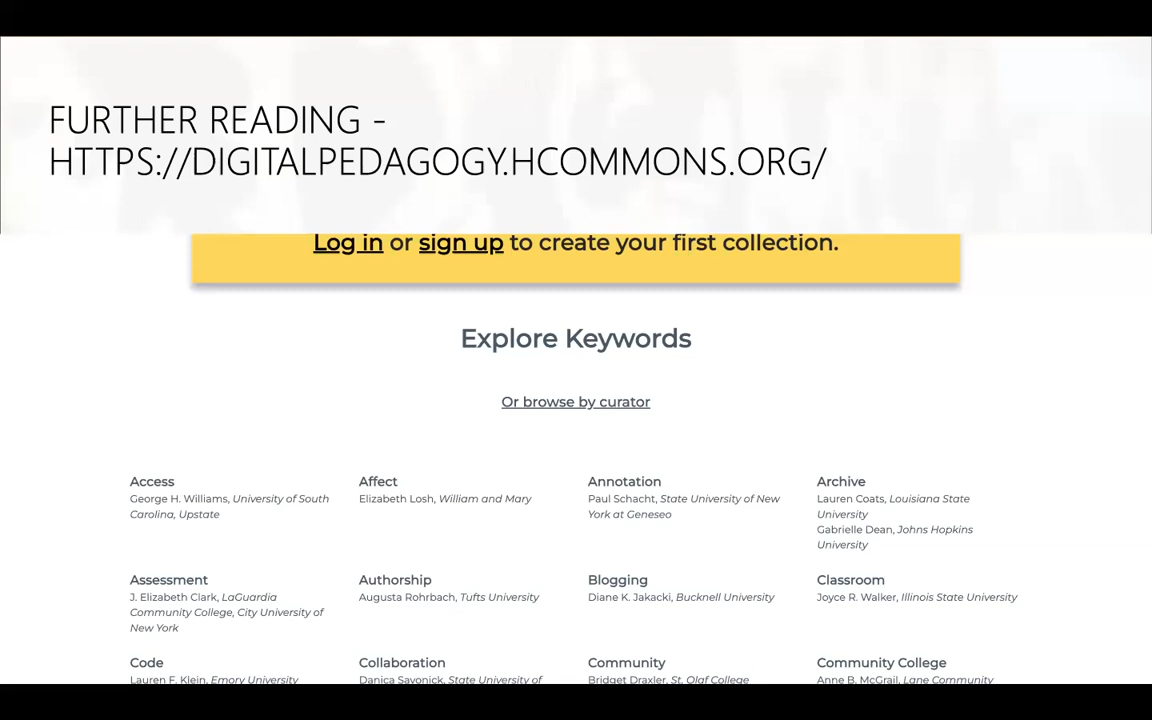 FURTHER READING -
HTTPS://DIGITALPEDAGOGY.HCOMMONS.ORG/
Log in or sign up to create your first collection.
Explore Keywords
Or browse by curator
Access
George H. Williams, University of South
Carolina, Upstate
Affect
Elizabeth Losh, William and Mary
Annotation
Paul Schacht, State University of New
York at Geneseo
Archive
Lauren Coats, Louisiana State
University
Gabrielle Dean, Johns Hopkins
University
Assessment
J. Elizabeth Clark, LaGuardia
Community College, City University of
New York
Authorship
Augusta Rohrbach, Tufts University
Blogging
Diane K. Jakacki, Bucknell University
Classroom
Joyce R. Walker, Illinois State University
Code
Lauren F. Klein, Emory University
Collaboration
Danica Savonick, State University of
Community
Bridget Draxler, St. Olaf College
Community College
Anne B. McGrail, Lane Community